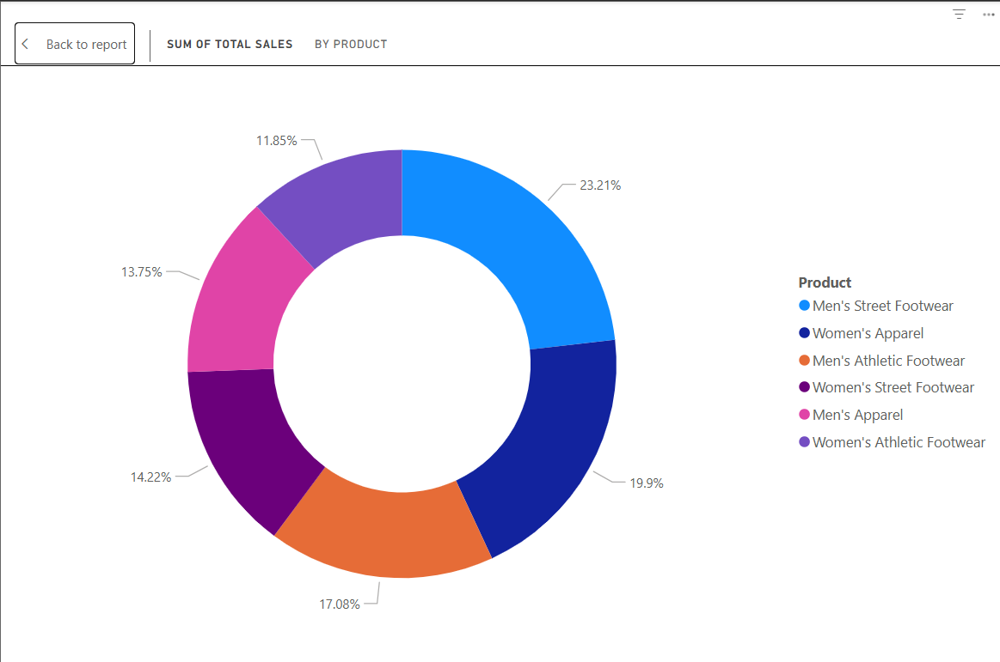 Back to report
SUM OF TOTAL SALES BY PRODUCT
11.85%
23.21%
13.75%
14.22%
19.9%
17.08%
Product
Men's Street Footwear
Women's Apparel
Men's Athletic Footwear
Women's Street Footwear
Men's Apparel
Women's Athletic Footwear